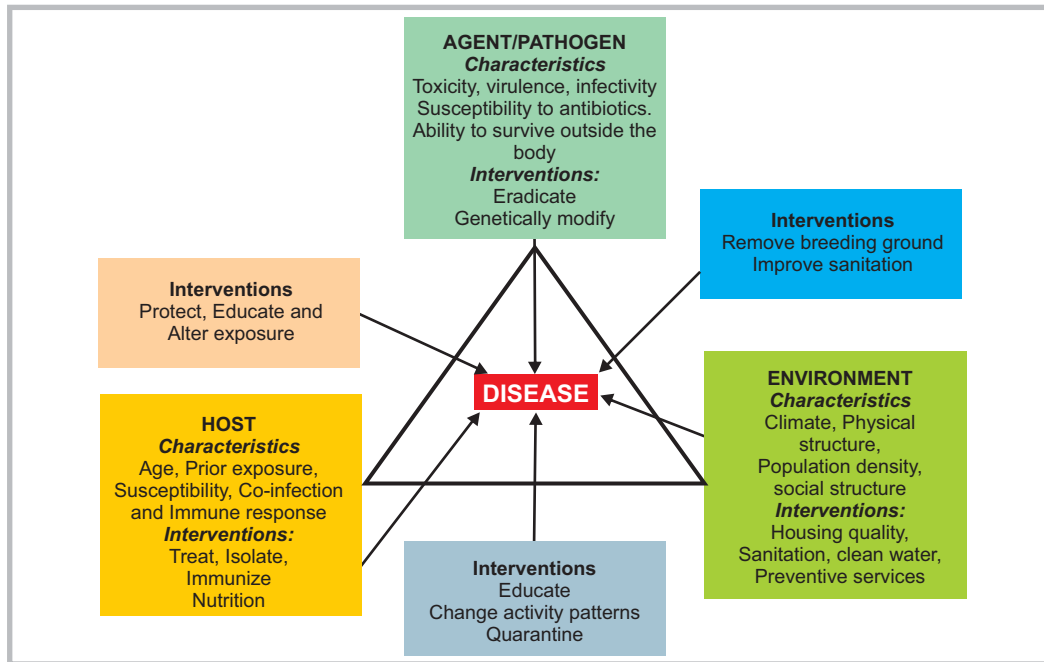 AGENT/PATHOGEN
Characteristics
Toxicity, virulence, infectivity
Susceptibility to antibiotics.
Ability to survive outside the
body
Interventions:
Eradicate
Genetically modify
Interventions
Remove breeding ground
Improve sanitation
Interventions
Protect, Educate and
Alter exposure
DISEASE
HOST
Characteristics
Age, Prior exposure,
Susceptibility, Co-infection
and Immune response
Interventions:
Treat, Isolate,
Immunize
Nutrition
ENVIRONMENT
Characteristics
Climate, Physical
structure,
Population density,
social structure
Interventions:
Housing quality,
Sanitation, clean water,
Preventive services
Interventions
Educate
Change activity patterns
Quarantine